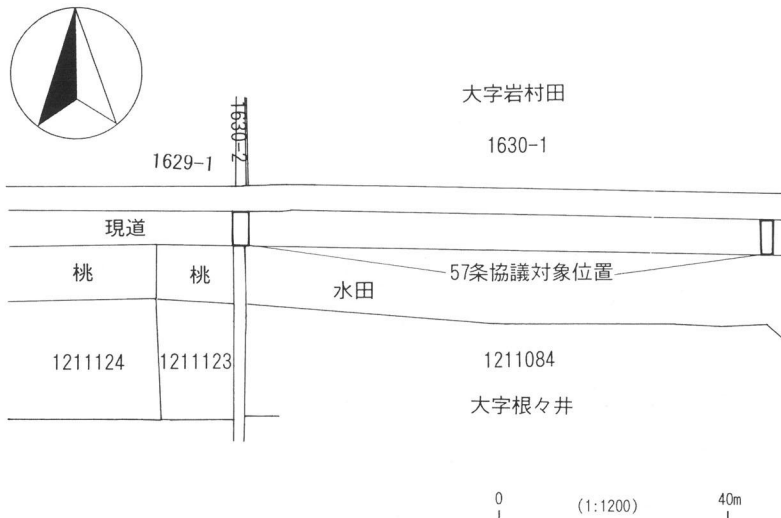 大字岩村田
1630-2
1629-1
1630-1
現道
57条協議対象位置
桃
桃
水田
1211124
1211123
1211084
大字根々井
0
(1:1200)
40m